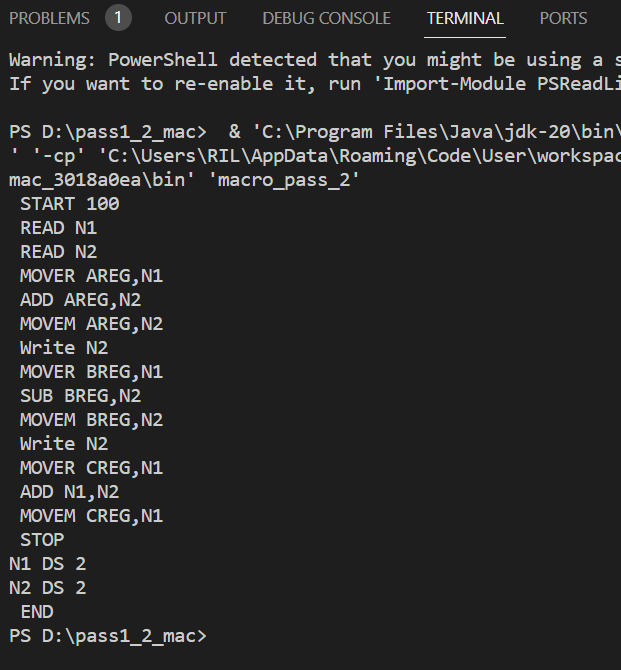 PROBLEMS 1 OUTPUT DEBUG CONSOLE TERMINAL PORTS
Warning: PowerShell detected that you might be using a s
If you want to re-enable it, run 'Import-Module PSReadLi
PS D:\pass1_2_mac>  & 'C:\Program Files\Java\jdk-20\bin\
' '-cp' 'C:\Users\RIL\AppData\Roaming\Code\User\workspac
mac_3018a0ea\bin' 'macro_pass_2'
START 100
READ N1
READ N2
MOVER AREG,N1
ADD AREG,N2
MOVEM AREG,N2
Write N2
MOVER BREG,N1
SUB BREG,N2
MOVEM BREG,N2
Write N2
MOVER CREG,N1
ADD N1,N2
MOVEM CREG,N1
STOP
N1 DS 2
N2 DS 2
END
PS D:\pass1_2_mac>